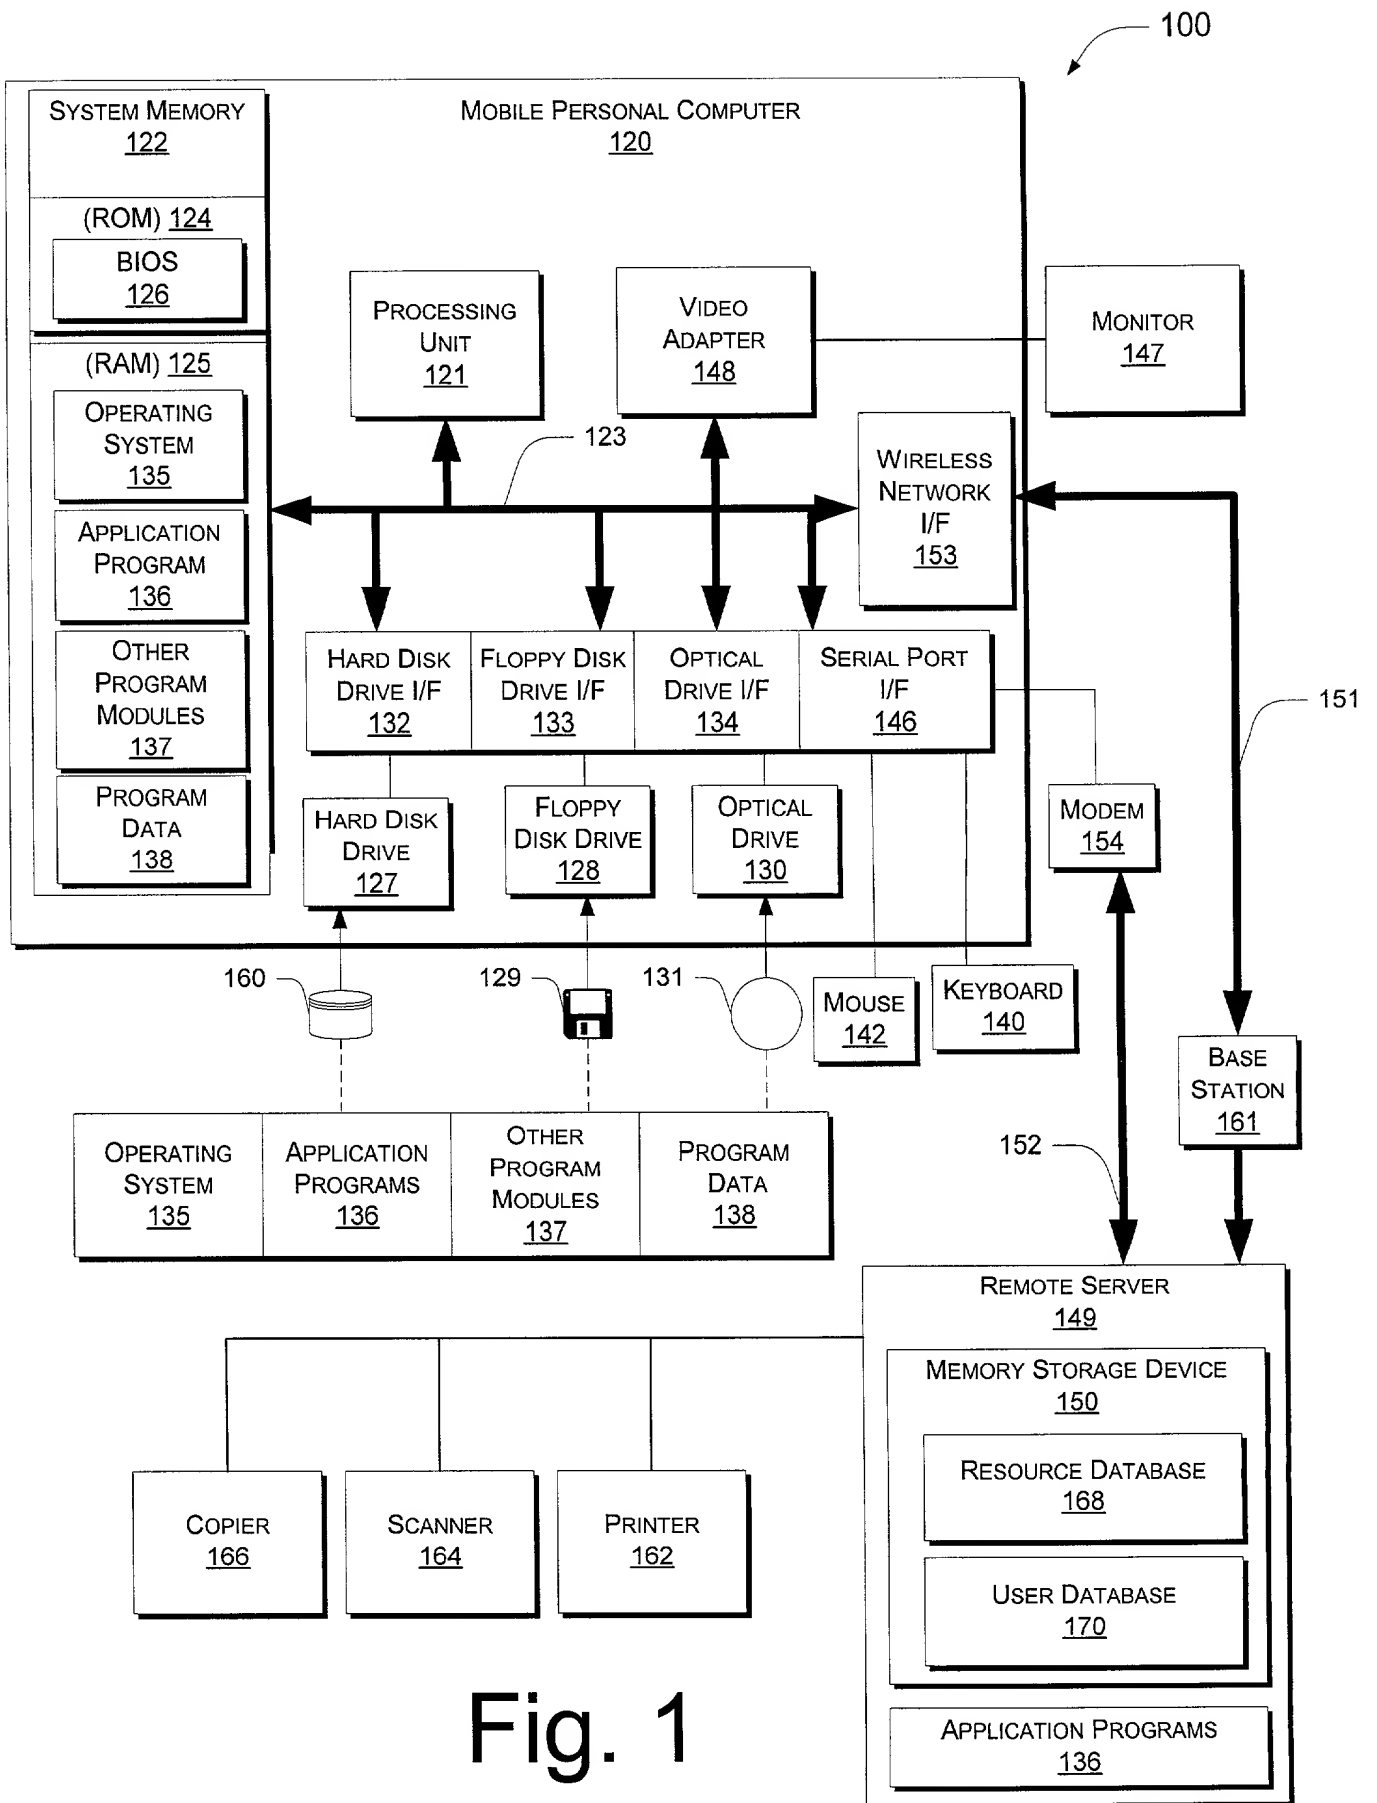 100
SYSTEM MEMORY
122
MOBILE PERSONAL COMPUTER
120
(ROM) 124
BIOS
126
(RAM) 125
OPERATING
SYSTEM
135
APPLICATION
PROGRAM
136
OTHER
PROGRAM
MODULES
137
PROGRAM
DATA
138
PROCESSING
UNIT
121
VIDEO
ADAPTER
148
MONITOR
147
123
WIRELESS
NETWORK
I/F
153
HARD DISK
DRIVE I/F
132
FLOPPY DISK
DRIVE I/F
133
OPTICAL
DRIVE I/F
134
SERIAL PORT
I/F
146
151
HARD DISK
DRIVE
127
FLOPPY
DISK DRIVE
128
OPTICAL
DRIVE
130
MODEM
154
160
129
131
MOUSE
142
KEYBOARD
140
BASE
STATION
161
152
OPERATING
SYSTEM
135
APPLICATION
PROGRAMS
136
OTHER
PROGRAM
MODULES
137
PROGRAM
DATA
138
REMOTE SERVER
149
MEMORY STORAGE DEVICE
150
RESOURCE DATABASE
168
USER DATABASE
170
APPLICATION PROGRAMS
136
COPIER
166
SCANNER
164
PRINTER
162
Fig. 1